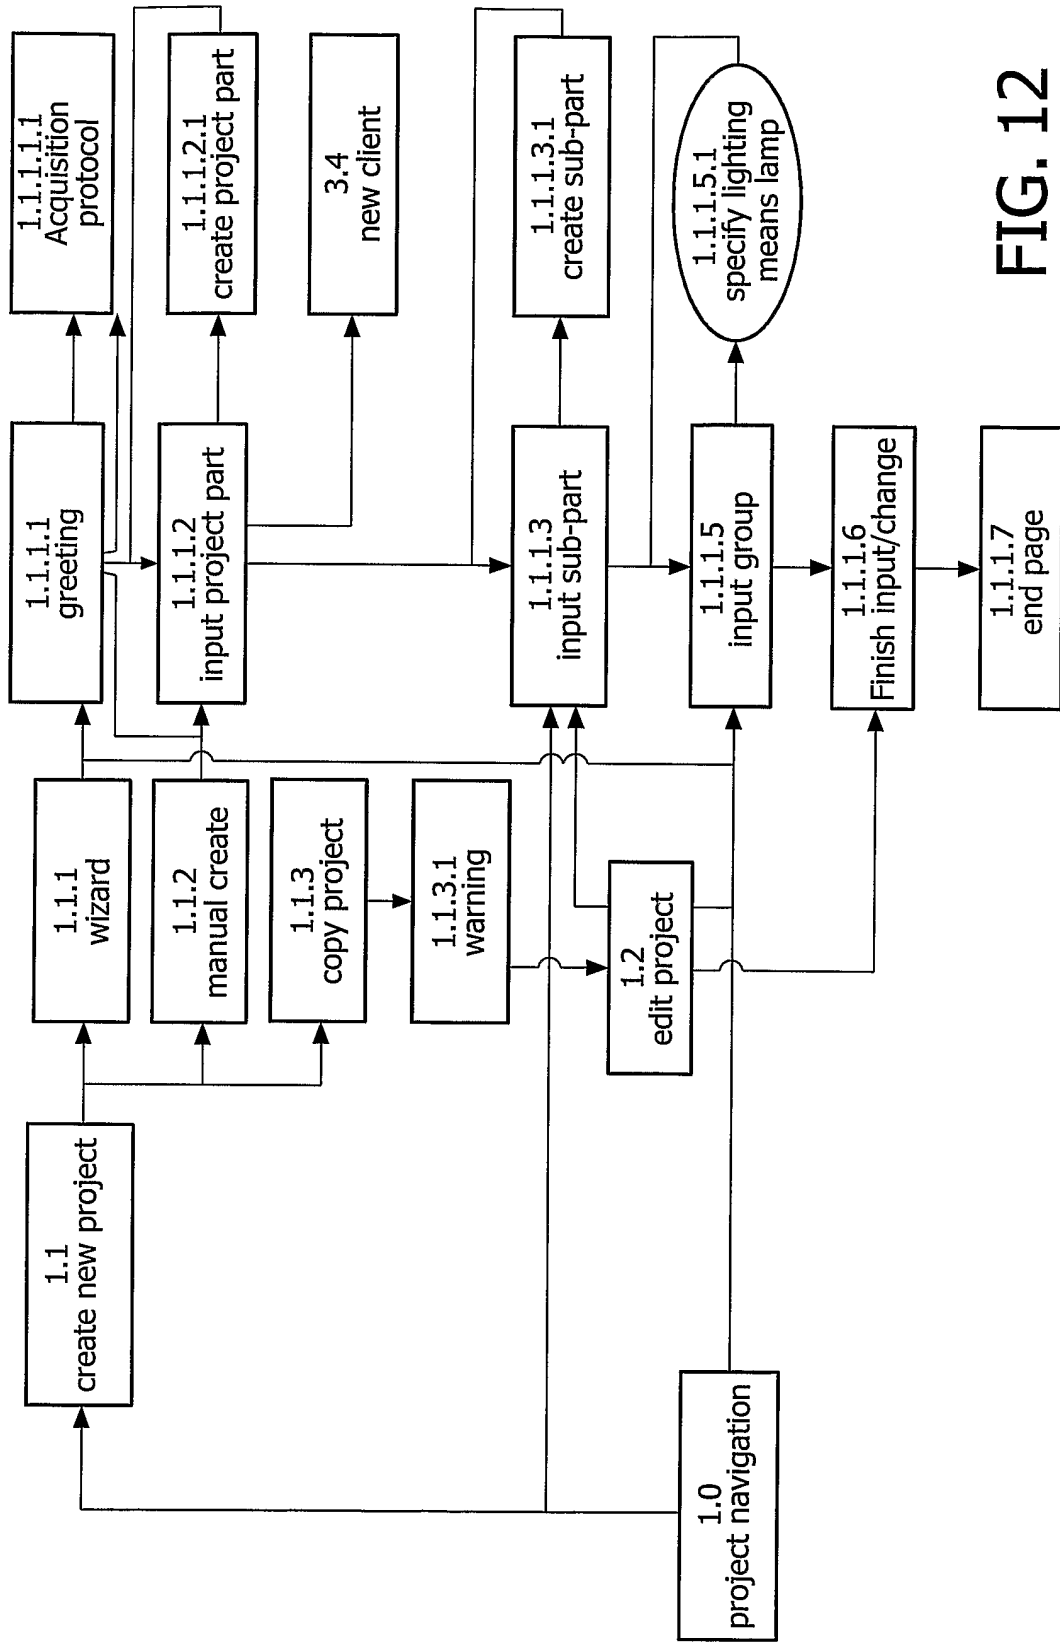 1.1.1.1.1
Acquisition
protocol
1.1.1.2.1
create project part
3.4
new client
1.1.1.3.1
create sub-part
1.1.1.5.1
specify lighting
means lamp
1.1.1.1
greeting
1.1.1.2
input project part
1.1.1.3
input sub-part
1.1.1.5
input group
1.1.1.6
Finish input/change
1.1.1.7
end page
1.1.1
wizard
1.1.2
manual create
1.1.3
copy project
1.1.3.1
warning
1.2
edit project
1.1
create new project
1.0
project navigation
FIG. 12